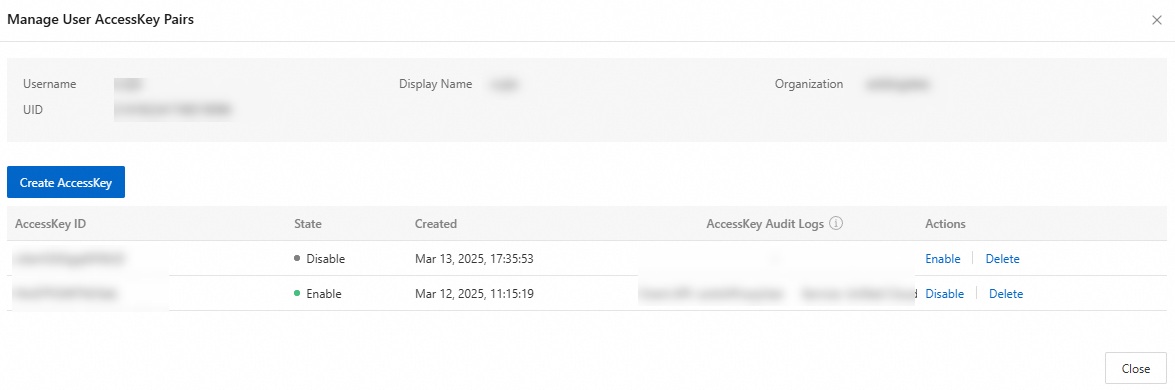 Manage User AccessKey Pairs
Username Display Name Organization
UID
Create AccessKey
AccessKey ID State Created AccessKey Audit Logs Actions
Disable Mar 13, 2025, 17:35:53 Enable Delete
Enable Mar 12, 2025, 11:15:19 Disable Delete
Close